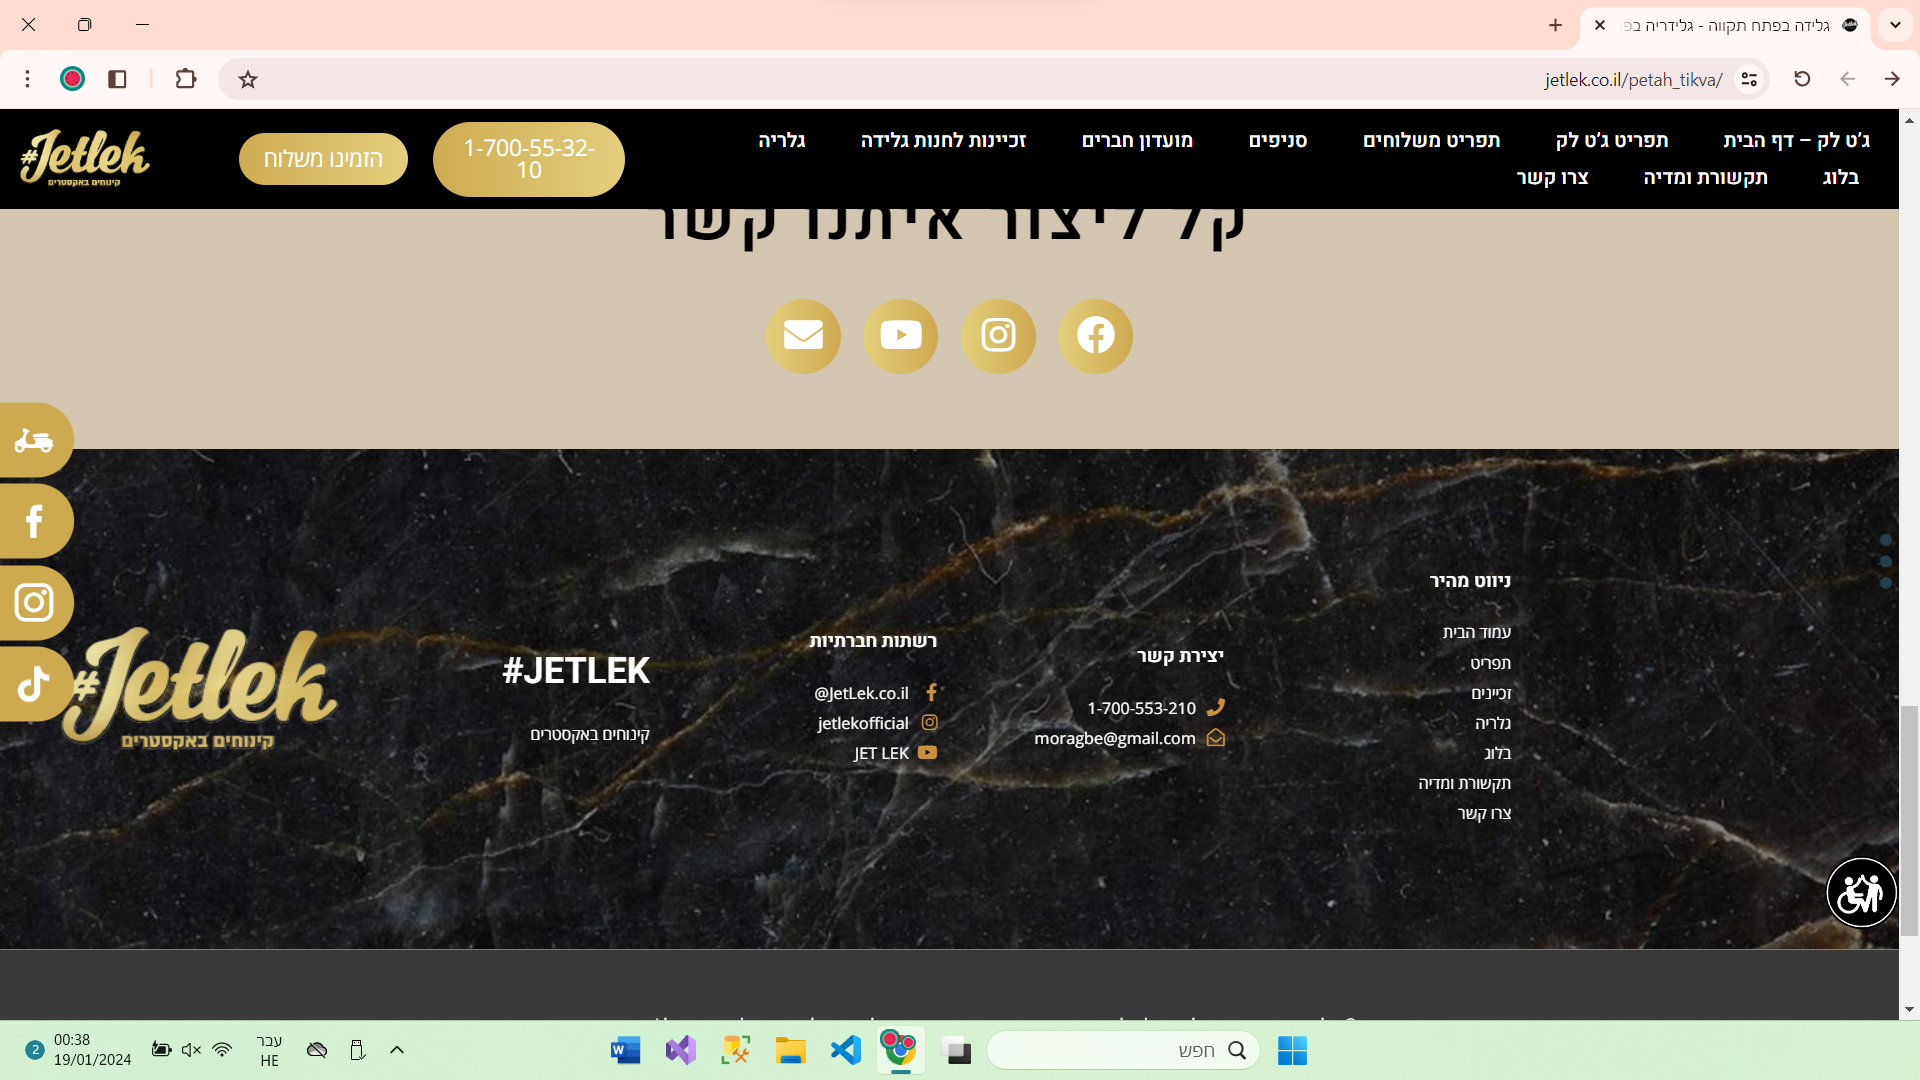 גלידה בפתח תקווה - גלידריה בפ
jetlek.co.il/petah_tikva/
ג׳ט לק – דף הבית
תפריט ג׳ט לק
תפריט משלוחים
סניפים
מועדון חברים
זכיינות לחנות גלידה
גלריה
בלוג
תקשורת ומדיה
צרו קשר
1-700-55-32-
10
הזמינו משלוח
#Jetlek
קינוחים באקסטרים
קל ליצור איתנו קשר
ניווט מהיר
עמוד הבית
תפריט
זכיינים
גלריה
בלוג
תקשורת ומדיה
צרו קשר
יצירת קשר
1-700-553-210
moragbe@gmail.com
רשתות חברתיות
@JetLek.co.il
jetlekofficial
JET LEK
#JETLEK
קינוחים באקסטרים
#Jetlek
קינוחים באקסטרים
חפש
עבר
HE
00:38
19/01/2024
2